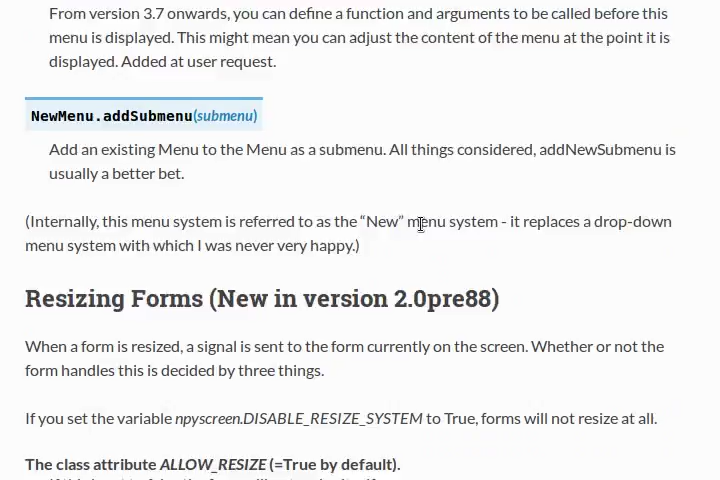 From version 3.7 onwards, you can define a function and arguments to be called before this
menu is displayed. This might mean you can adjust the content of the menu at the point it is
displayed. Added at user request.
NewMenu.addSubmenu(submenu)
Add an existing Menu to the Menu as a submenu. All things considered, addNewSubmenu is
usually a better bet.
(Internally, this menu system is referred to as the “New” menu system - it replaces a drop-down
menu system with which I was never very happy.)
Resizing Forms (New in version 2.0pre88)
When a form is resized, a signal is sent to the form currently on the screen. Whether or not the
form handles this is decided by three things.
If you set the variable npyscreen.DISABLE_RESIZE_SYSTEM to True, forms will not resize at all.
The class attribute ALLOW_RESIZE (=True by default).